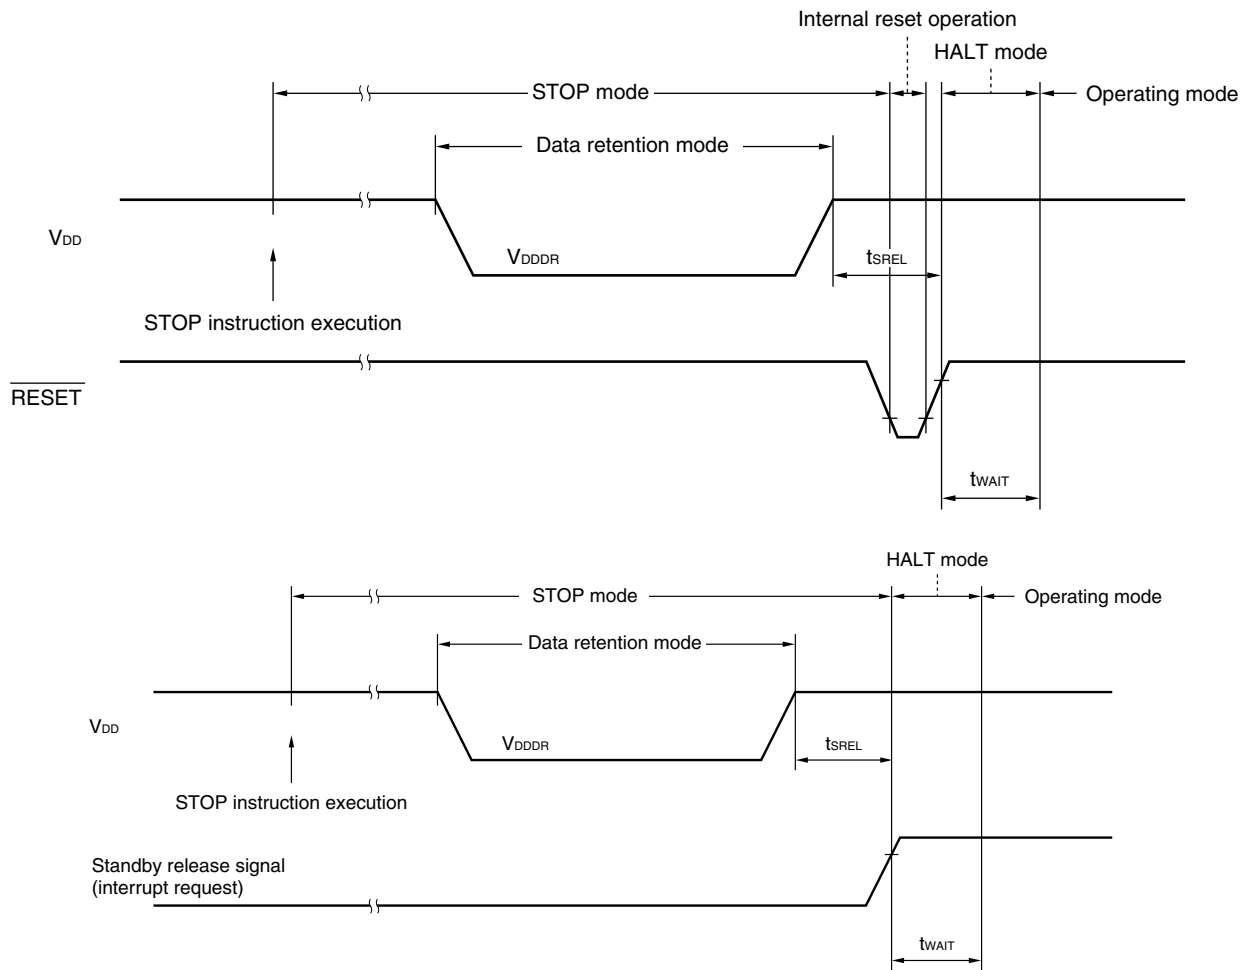 Internal reset operation
HALT mode
STOP mode
Operating mode
Data retention mode
VDD
VDDDR
tSREL
STOP instruction execution
RESET
tWAIT
HALT mode
STOP mode
Operating mode
Data retention mode
VDD
VDDDR
tSREL
STOP instruction execution
Standby release signal
(interrupt request)
tWAIT